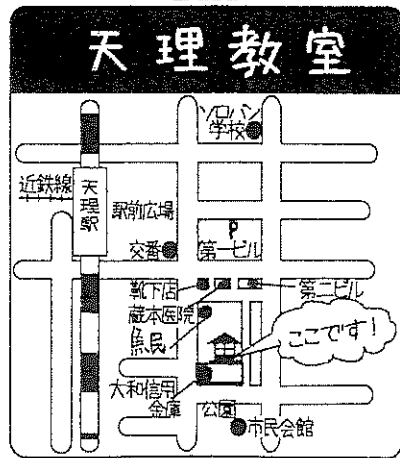 天理教室
ソロバン
学校
近鉄線
天理駅
駅前広場
P
交番
第一ビル
靴下店
第二ビル
蔵本医院
魚民
ここです!
大和信用
金庫
公園
市民会館